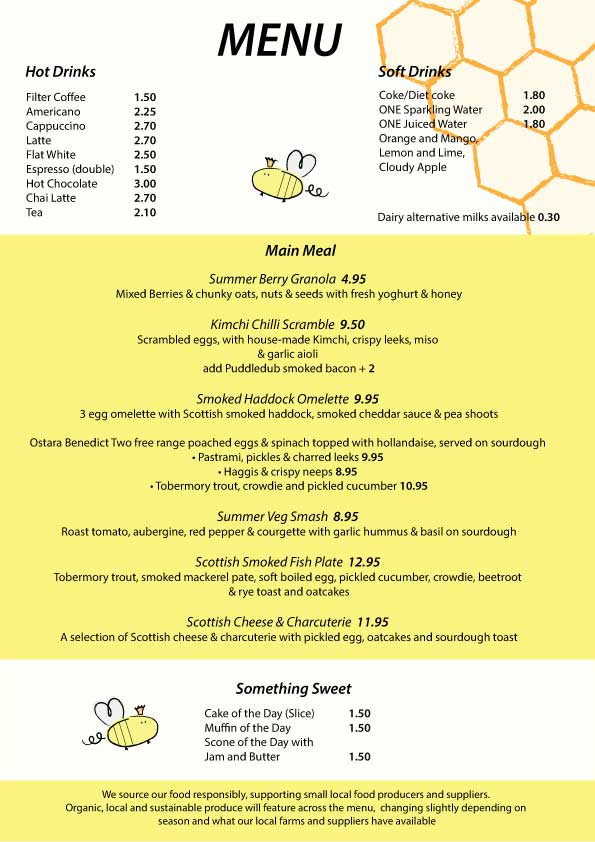 MENU
Hot Drinks
Filter Coffee 1.50
Americano 2.25
Cappuccino 2.70
Latte 2.70
Flat White 2.50
Espresso (double) 1.50
Hot Chocolate 3.00
Chai Latte 2.70
Tea 2.10
Soft Drinks
Coke/Diet coke 1.80
ONE Sparkling Water 2.00
ONE Juiced Water 1.80
Orange and Mango,
Lemon and Lime,
Cloudy Apple
Dairy alternative milks available 0.30
Main Meal
Summer Berry Granola 4.95
Mixed Berries & chunky oats, nuts & seeds with fresh yoghurt & honey
Kimchi Chilli Scramble 9.50
Scrambled eggs, with house-made Kimchi, crispy leeks, miso
& garlic aioli
add Puddledub smoked bacon + 2
Smoked Haddock Omelette 9.95
3 egg omelette with Scottish smoked haddock, smoked cheddar sauce & pea shoots
Ostara Benedict Two free range poached eggs & spinach topped with hollandaise, served on sourdough
• Pastrami, pickles & charred leeks 9.95
• Haggis & crispy neeps 8.95
• Tobermory trout, crowdie and pickled cucumber 10.95
Summer Veg Smash 8.95
Roast tomato, aubergine, red pepper & courgette with garlic hummus & basil on sourdough
Scottish Smoked Fish Plate 12.95
Tobermory trout, smoked mackerel pate, soft boiled egg, pickled cucumber, crowdie, beetroot
& rye toast and oatcakes
Scottish Cheese & Charcuterie 11.95
A selection of Scottish cheese & charcuterie with pickled egg, oatcakes and sourdough toast
Something Sweet
Cake of the Day (Slice) 1.50
Muffin of the Day 1.50
Scone of the Day with
Jam and Butter 1.50
We source our food responsibly, supporting small local food producers and suppliers.
Organic, local and sustainable produce will feature across the menu, changing slightly depending on
season and what our local farms and suppliers have available